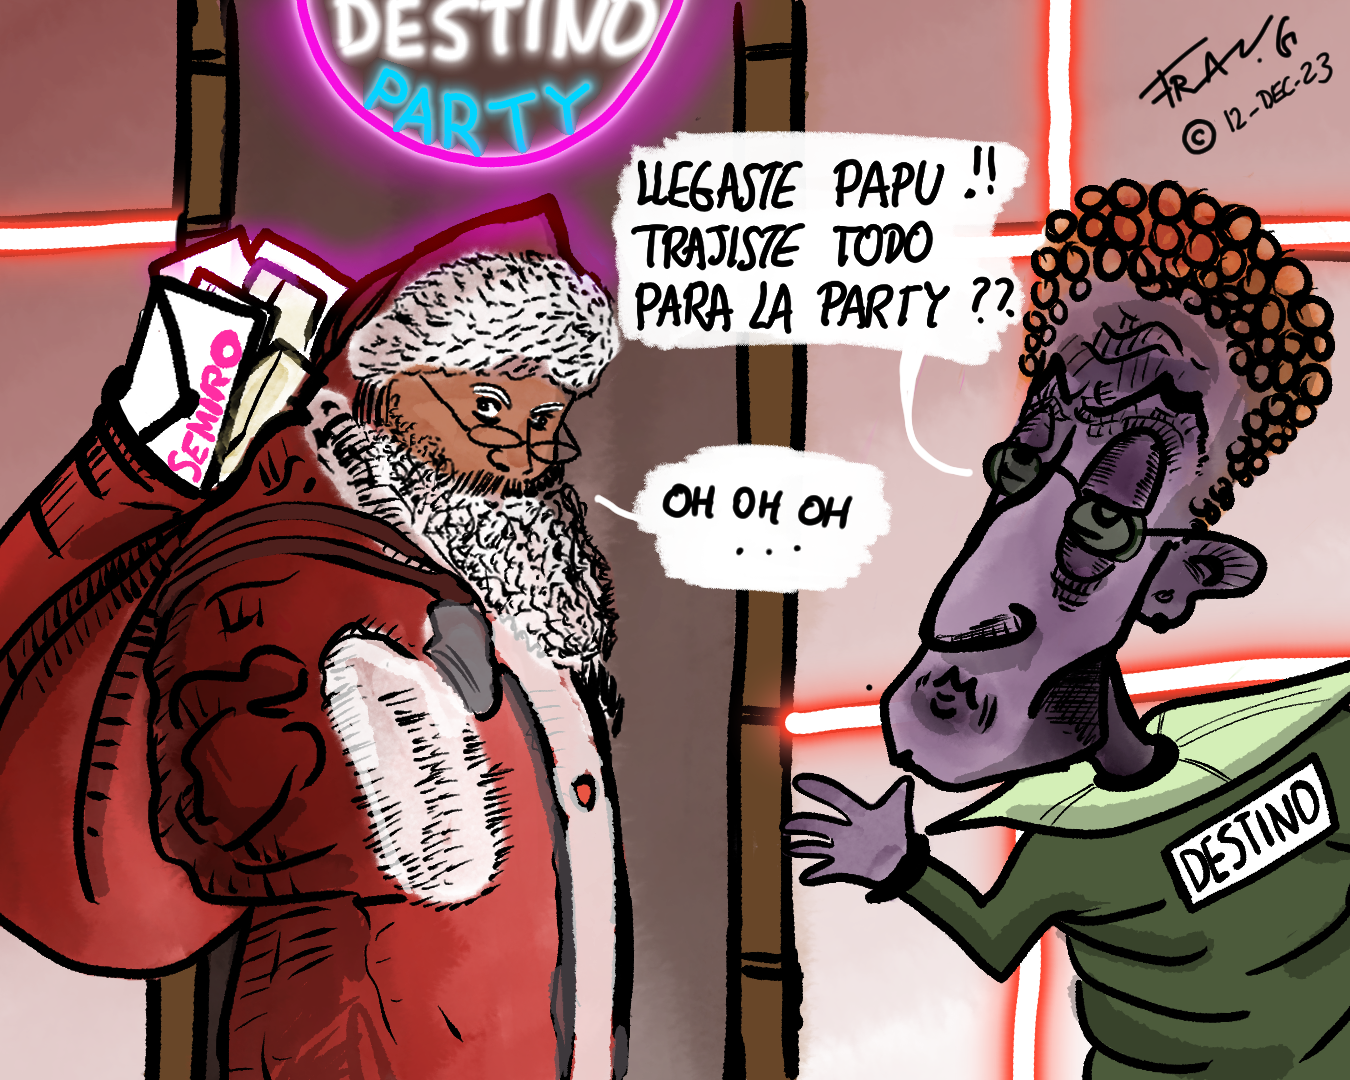 DESTINO
PARTY
FRAN.G
© 12-DEC-23
LLEGASTE PAPU !!
TRAJISTE TODO
PARA LA PARTY ??
SEMIRO
OH OH OH
...
DESTINO